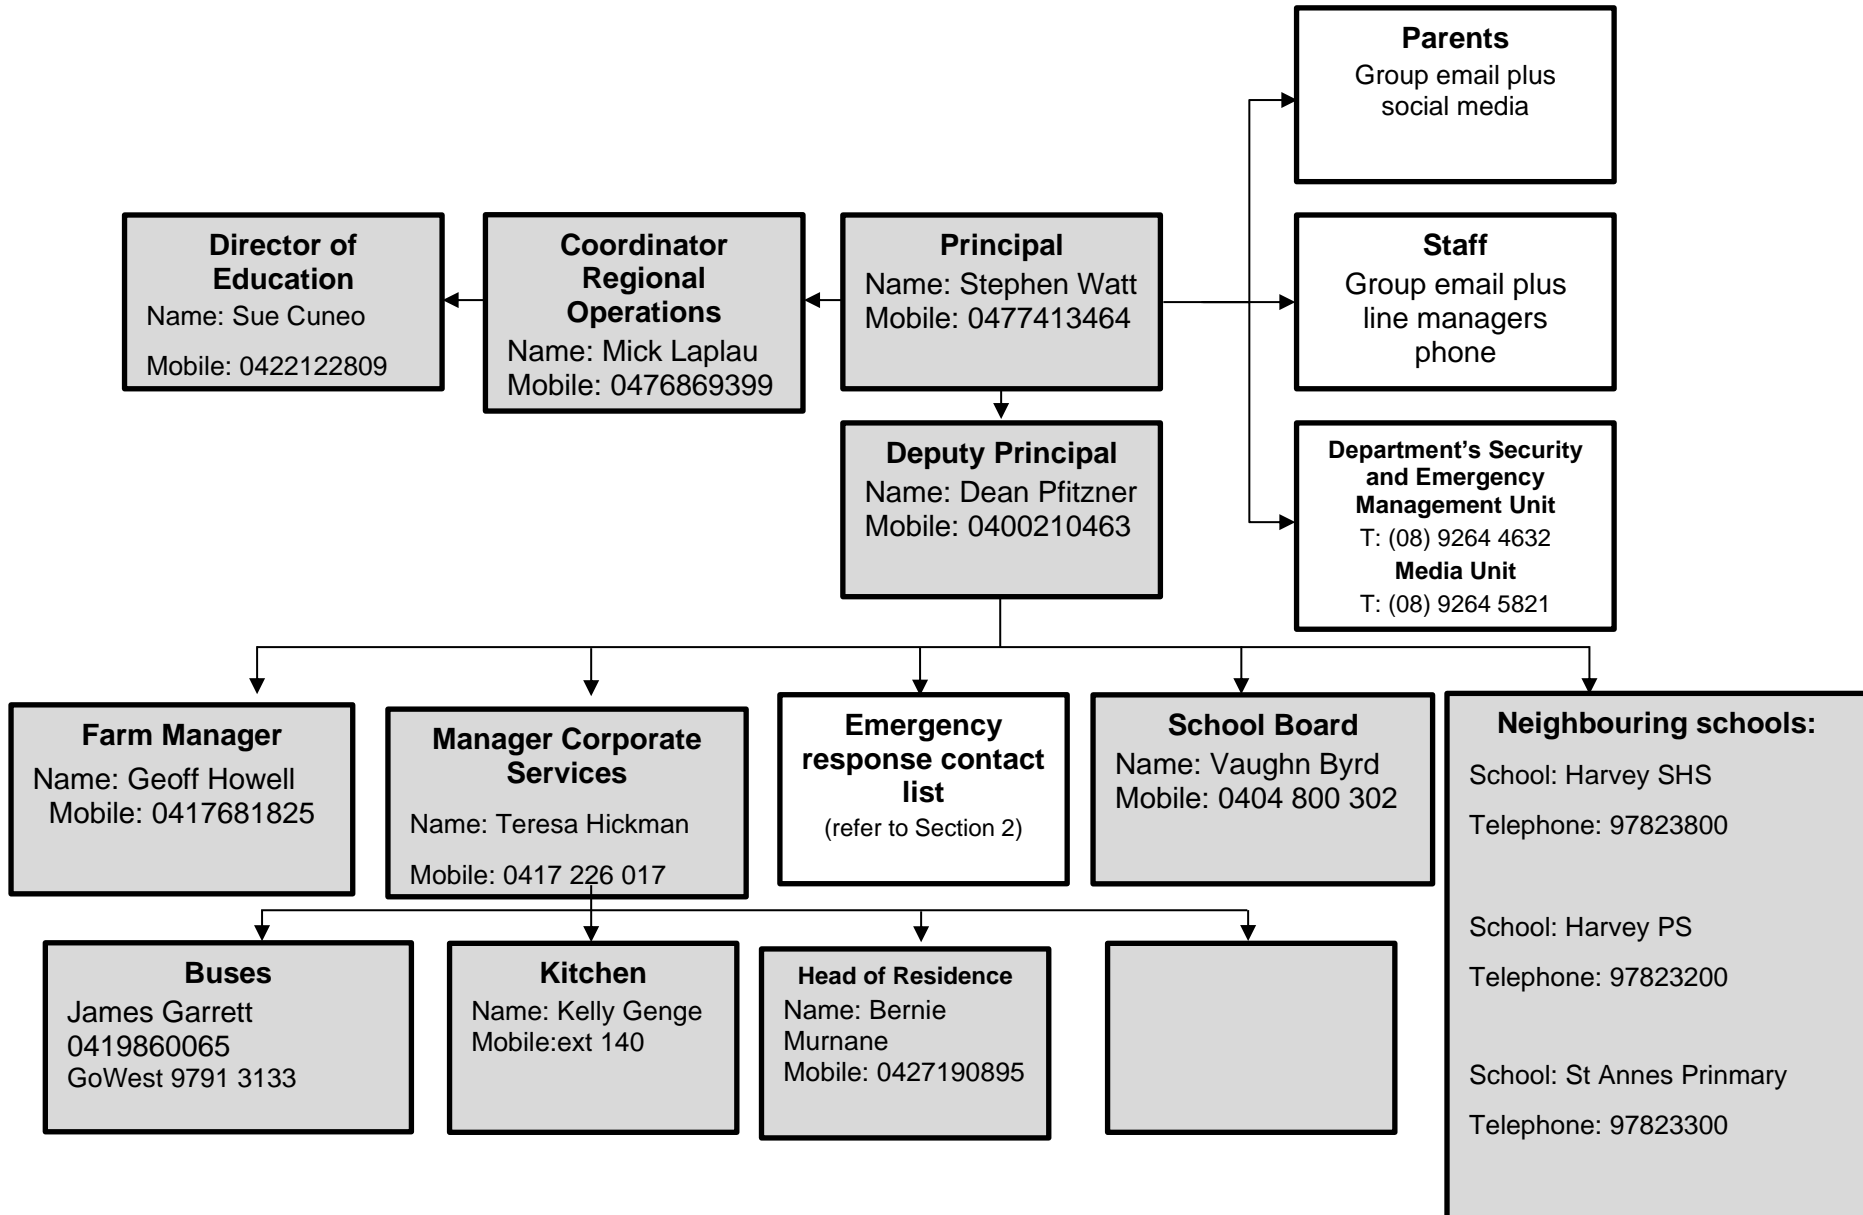 Parents
Group email plus
social media
Director of
Education
Name: Sue Cuneo
Mobile: 0422122809
Coordinator
Regional
Operations
Name: Mick Laplau
Mobile: 0476869399
Principal
Name: Stephen Watt
Mobile: 0477413464
Staff
Group email plus
line managers
phone
Deputy Principal
Name: Dean Pfitzner
Mobile: 0400210463
Department’s Security
and Emergency
Management Unit
T: (08) 9264 4632
Media Unit
T: (08) 9264 5821
Farm Manager
Name: Geoff Howell
Mobile: 0417681825
Manager Corporate
Services
Name: Teresa Hickman
Mobile: 0417 226 017
Emergency
response contact
list
(refer to Section 2)
School Board
Name: Vaughn Byrd
Mobile: 0404 800 302
Neighbouring schools:
School: Harvey SHS
Telephone: 97823800
School: Harvey PS
Telephone: 97823200
School: St Annes Prinmary
Telephone: 97823300
Buses
James Garrett
0419860065
GoWest 9791 3133
Kitchen
Name: Kelly Genge
Mobile:ext 140
Head of Residence
Name: Bernie
Murnane
Mobile: 0427190895